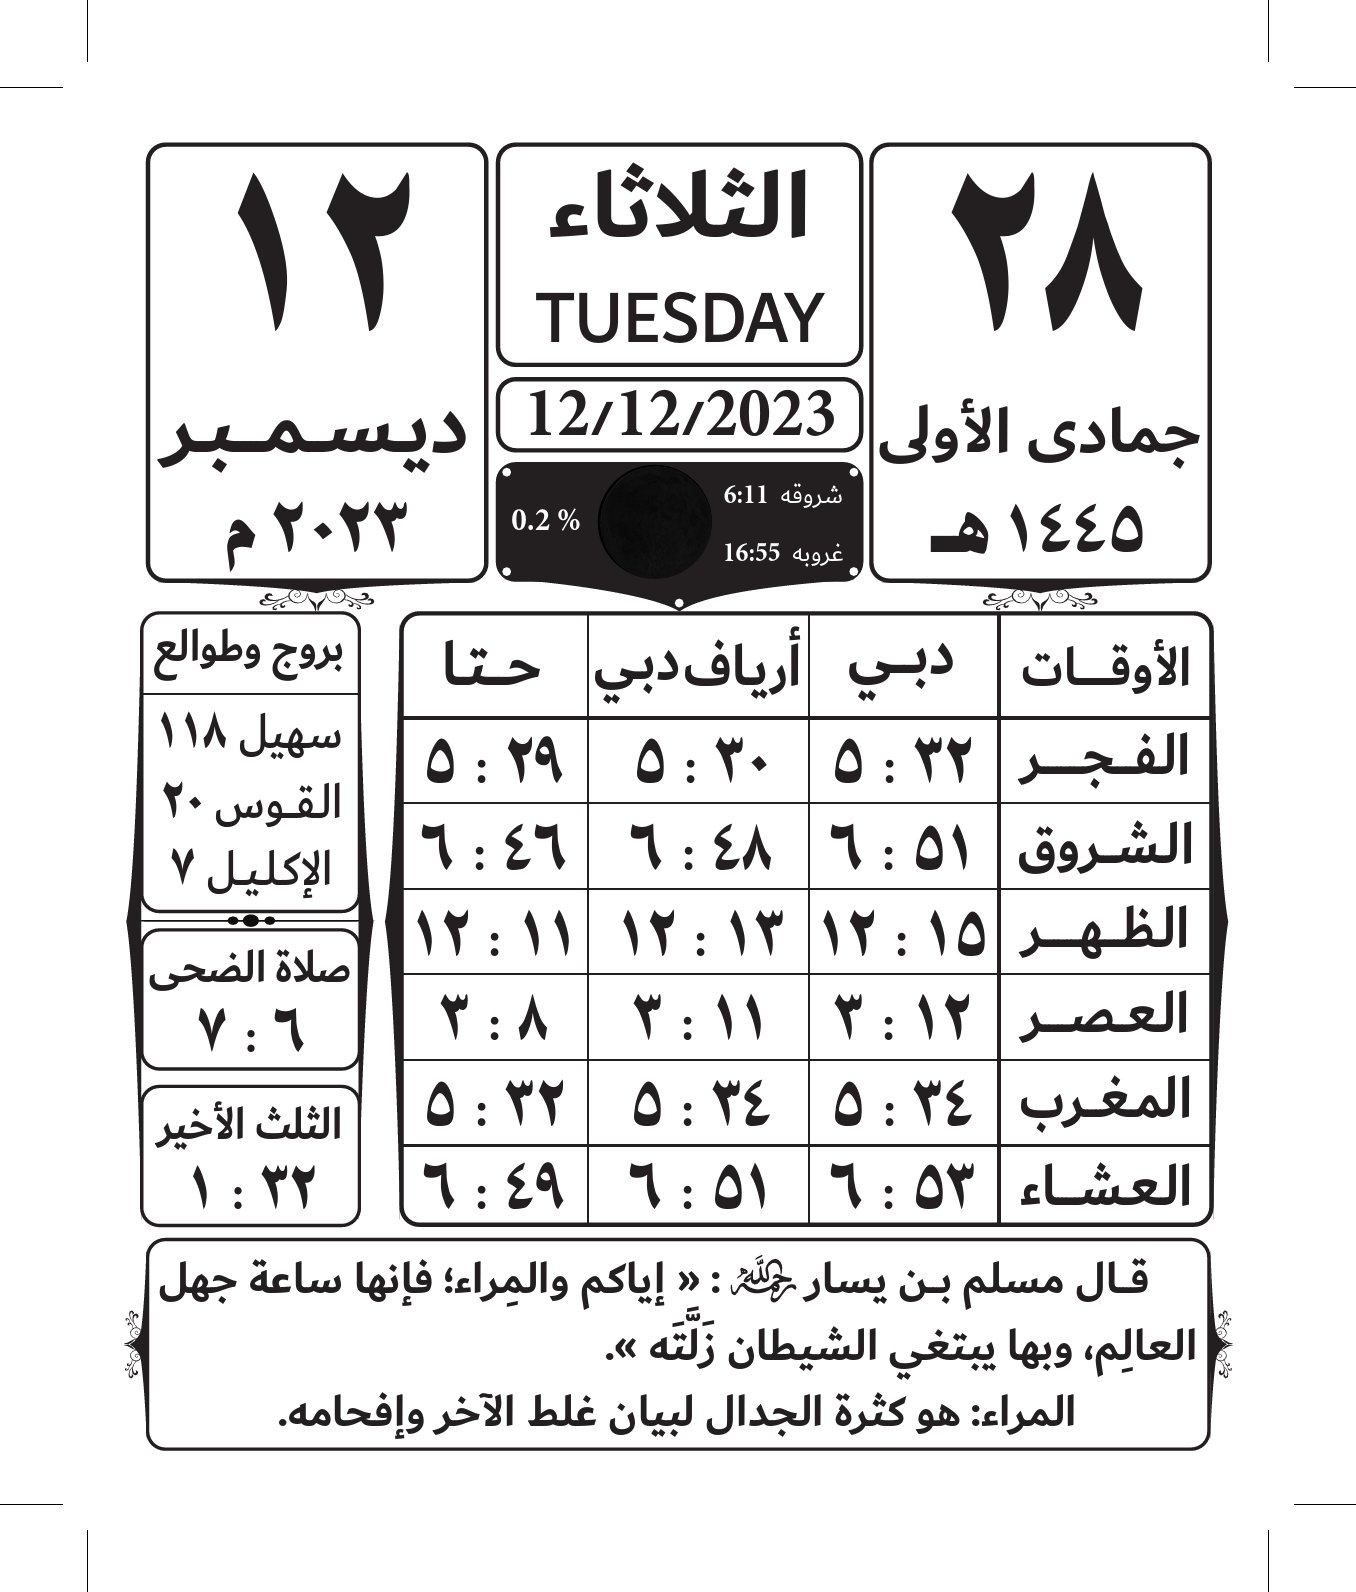 ٢٨
جمادى الأولى
١٤٤٥ هـ
الثلاثاء
TUESDAY
12/12/2023
شروقه 6:11
غروبه 16:55
0.2 %
١٢
ديسمبر
٢٠٢٣ م
الأوقات دبي أرياف دبي حتا
الفجر ٥ : ٣٢ ٥ : ٣٠ ٥ : ٢٩
الشروق ٦ : ٥١ ٦ : ٤٨ ٦ : ٤٦
الظهر ١٢ : ١٥ ١٢ : ١٣ ١٢ : ١١
العصر ٣ : ١٢ ٣ : ١١ ٣ : ٨
المغرب ٥ : ٣٤ ٥ : ٣٤ ٥ : ٣٢
العشاء ٦ : ٥٣ ٦ : ٥١ ٦ : ٤٩
بروج وطوالع
سهيل ١١٨
القوس ٢٠
الإكليل ٧
صلاة الضحى
٧ : ٦
الثلث الأخير
١ : ٣٢
قال مسلم بن يسار رحمه الله : « إياكم والمِراء؛ فإنها ساعة جهل
العالِم، وبها يبتغي الشيطان زَلَّتَه ».
المراء: هو كثرة الجدال لبيان غلط الآخر وإفحامه.